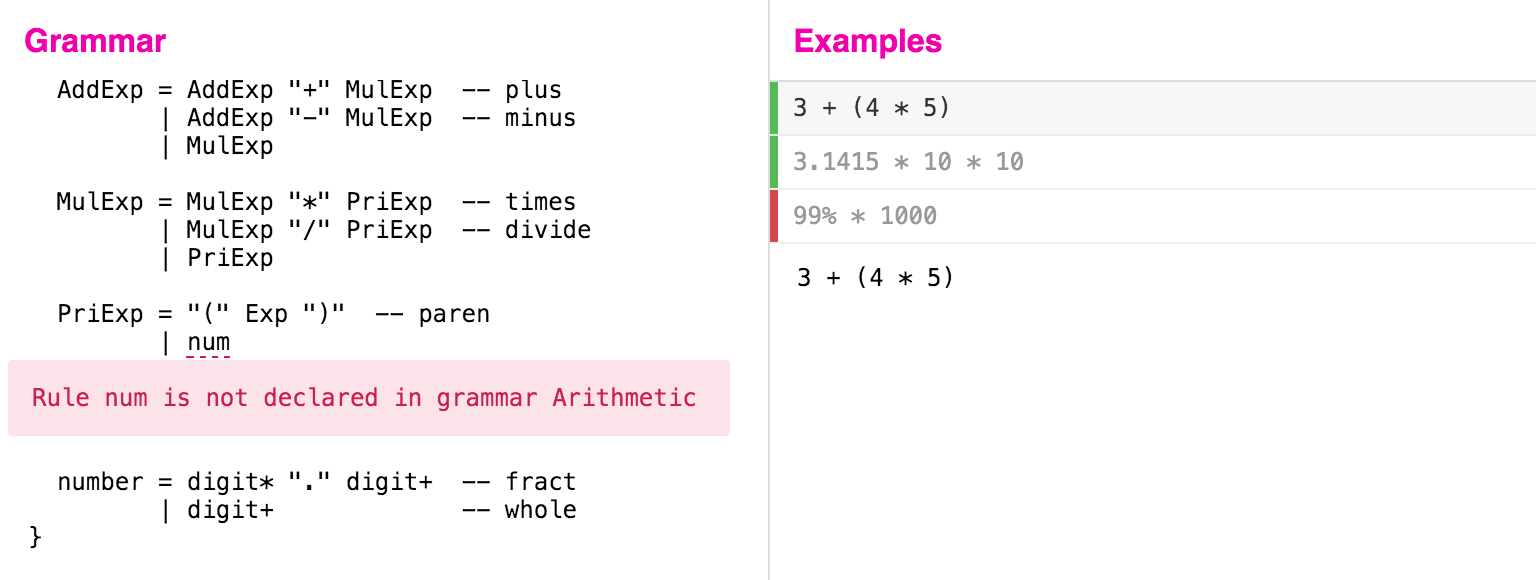 Grammar
AddExp = AddExp "+" MulExp  -- plus
| AddExp "-" MulExp  -- minus
| MulExp
MulExp = MulExp "*" PriExp  -- times
| MulExp "/" PriExp  -- divide
| PriExp
PriExp = "(" Exp ")"  -- paren
| num
Rule num is not declared in grammar Arithmetic
number = digit* "." digit+  -- fract
| digit+             -- whole
}
Examples
3 + (4 * 5)
3.1415 * 10 * 10
99% * 1000
3 + (4 * 5)